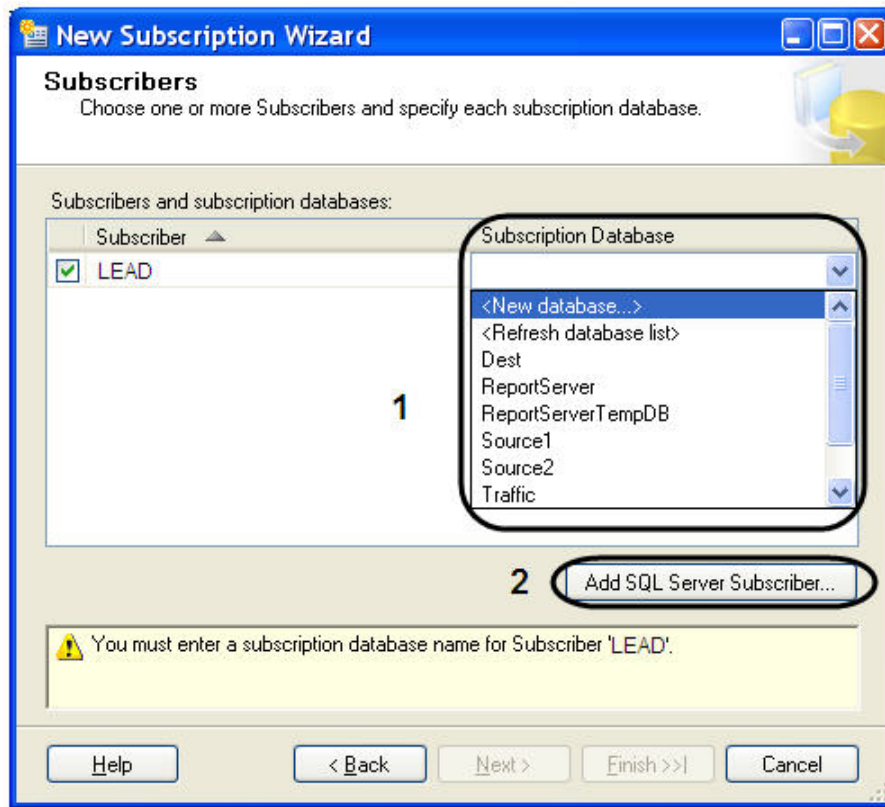 New Subscription Wizard
Subscribers
Choose one or more Subscribers and specify each subscription database.
Subscribers and subscription databases:
Subscriber
Subscription Database
LEAD
<New database...>
<Refresh database list>
Dest
ReportServer
1
ReportServerTempDB
Source1
Source2
Traffic
2
Add SQL Server Subscriber...
You must enter a subscription database name for Subscriber 'LEAD'.
Help
< Back
Next >
Finish >>|
Cancel